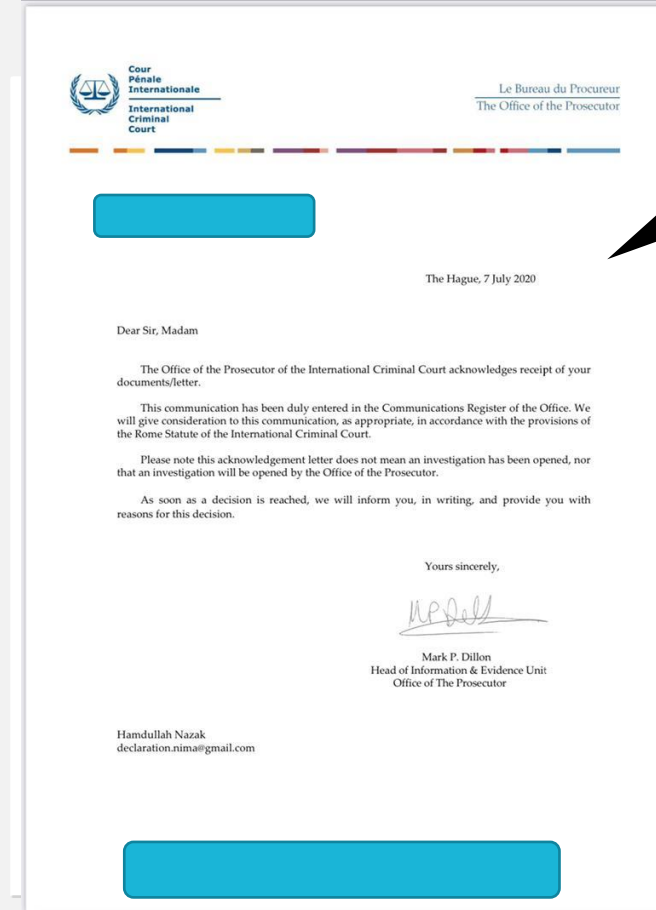 Cour
Pénale
Internationale
International
Criminal
Court
Le Bureau du Procureur
The Office of the Prosecutor
The Hague, 7 July 2020
Dear Sir, Madam
The Office of the Prosecutor of the International Criminal Court acknowledges receipt of your
documents/letter.
This communication has been duly entered in the Communications Register of the Office. We
will give consideration to this communication, as appropriate, in accordance with the provisions of
the Rome Statute of the International Criminal Court.
Please note this acknowledgement letter does not mean an investigation has been opened, nor
that an investigation will be opened by the Office of the Prosecutor.
As soon as a decision is reached, we will inform you, in writing, and provide you with
reasons for this decision.
Yours sincerely,
Mark P. Dillon
Head of Information & Evidence Unit
Office of The Prosecutor
Hamdullah Nazak
declaration.nima@gmail.com